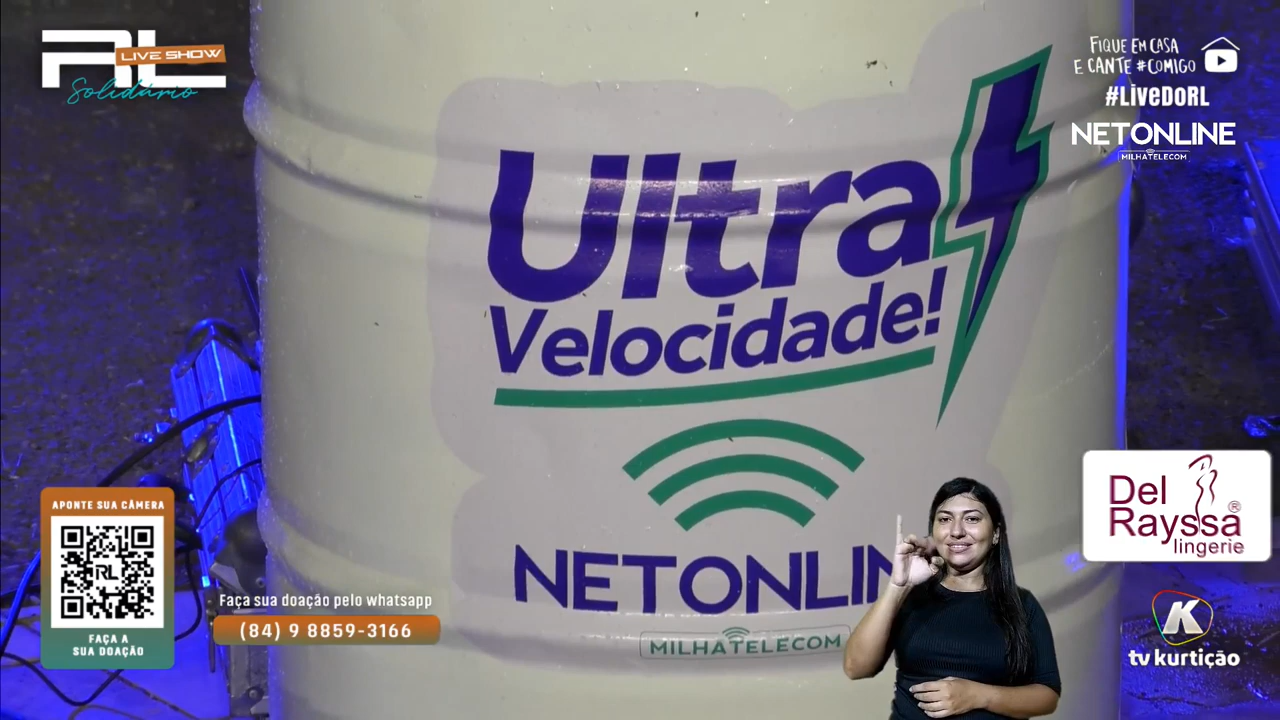 RL
LIVE SHOW
Solidário
FIQUE EM CASA
E CANTE #COMIGO
#LIVEDORL
NETONLINE
MILHATELECOM
Ultra
Velocidade!
NETONLIN
MILHATELECOM
APONTE SUA CÂMERA
RL
FAÇA A
SUA DOAÇÃO
Faça sua doação pelo whatsapp
(84) 9 8859-3166
Del
Rayssa®
lingerie
K
tv kurtição